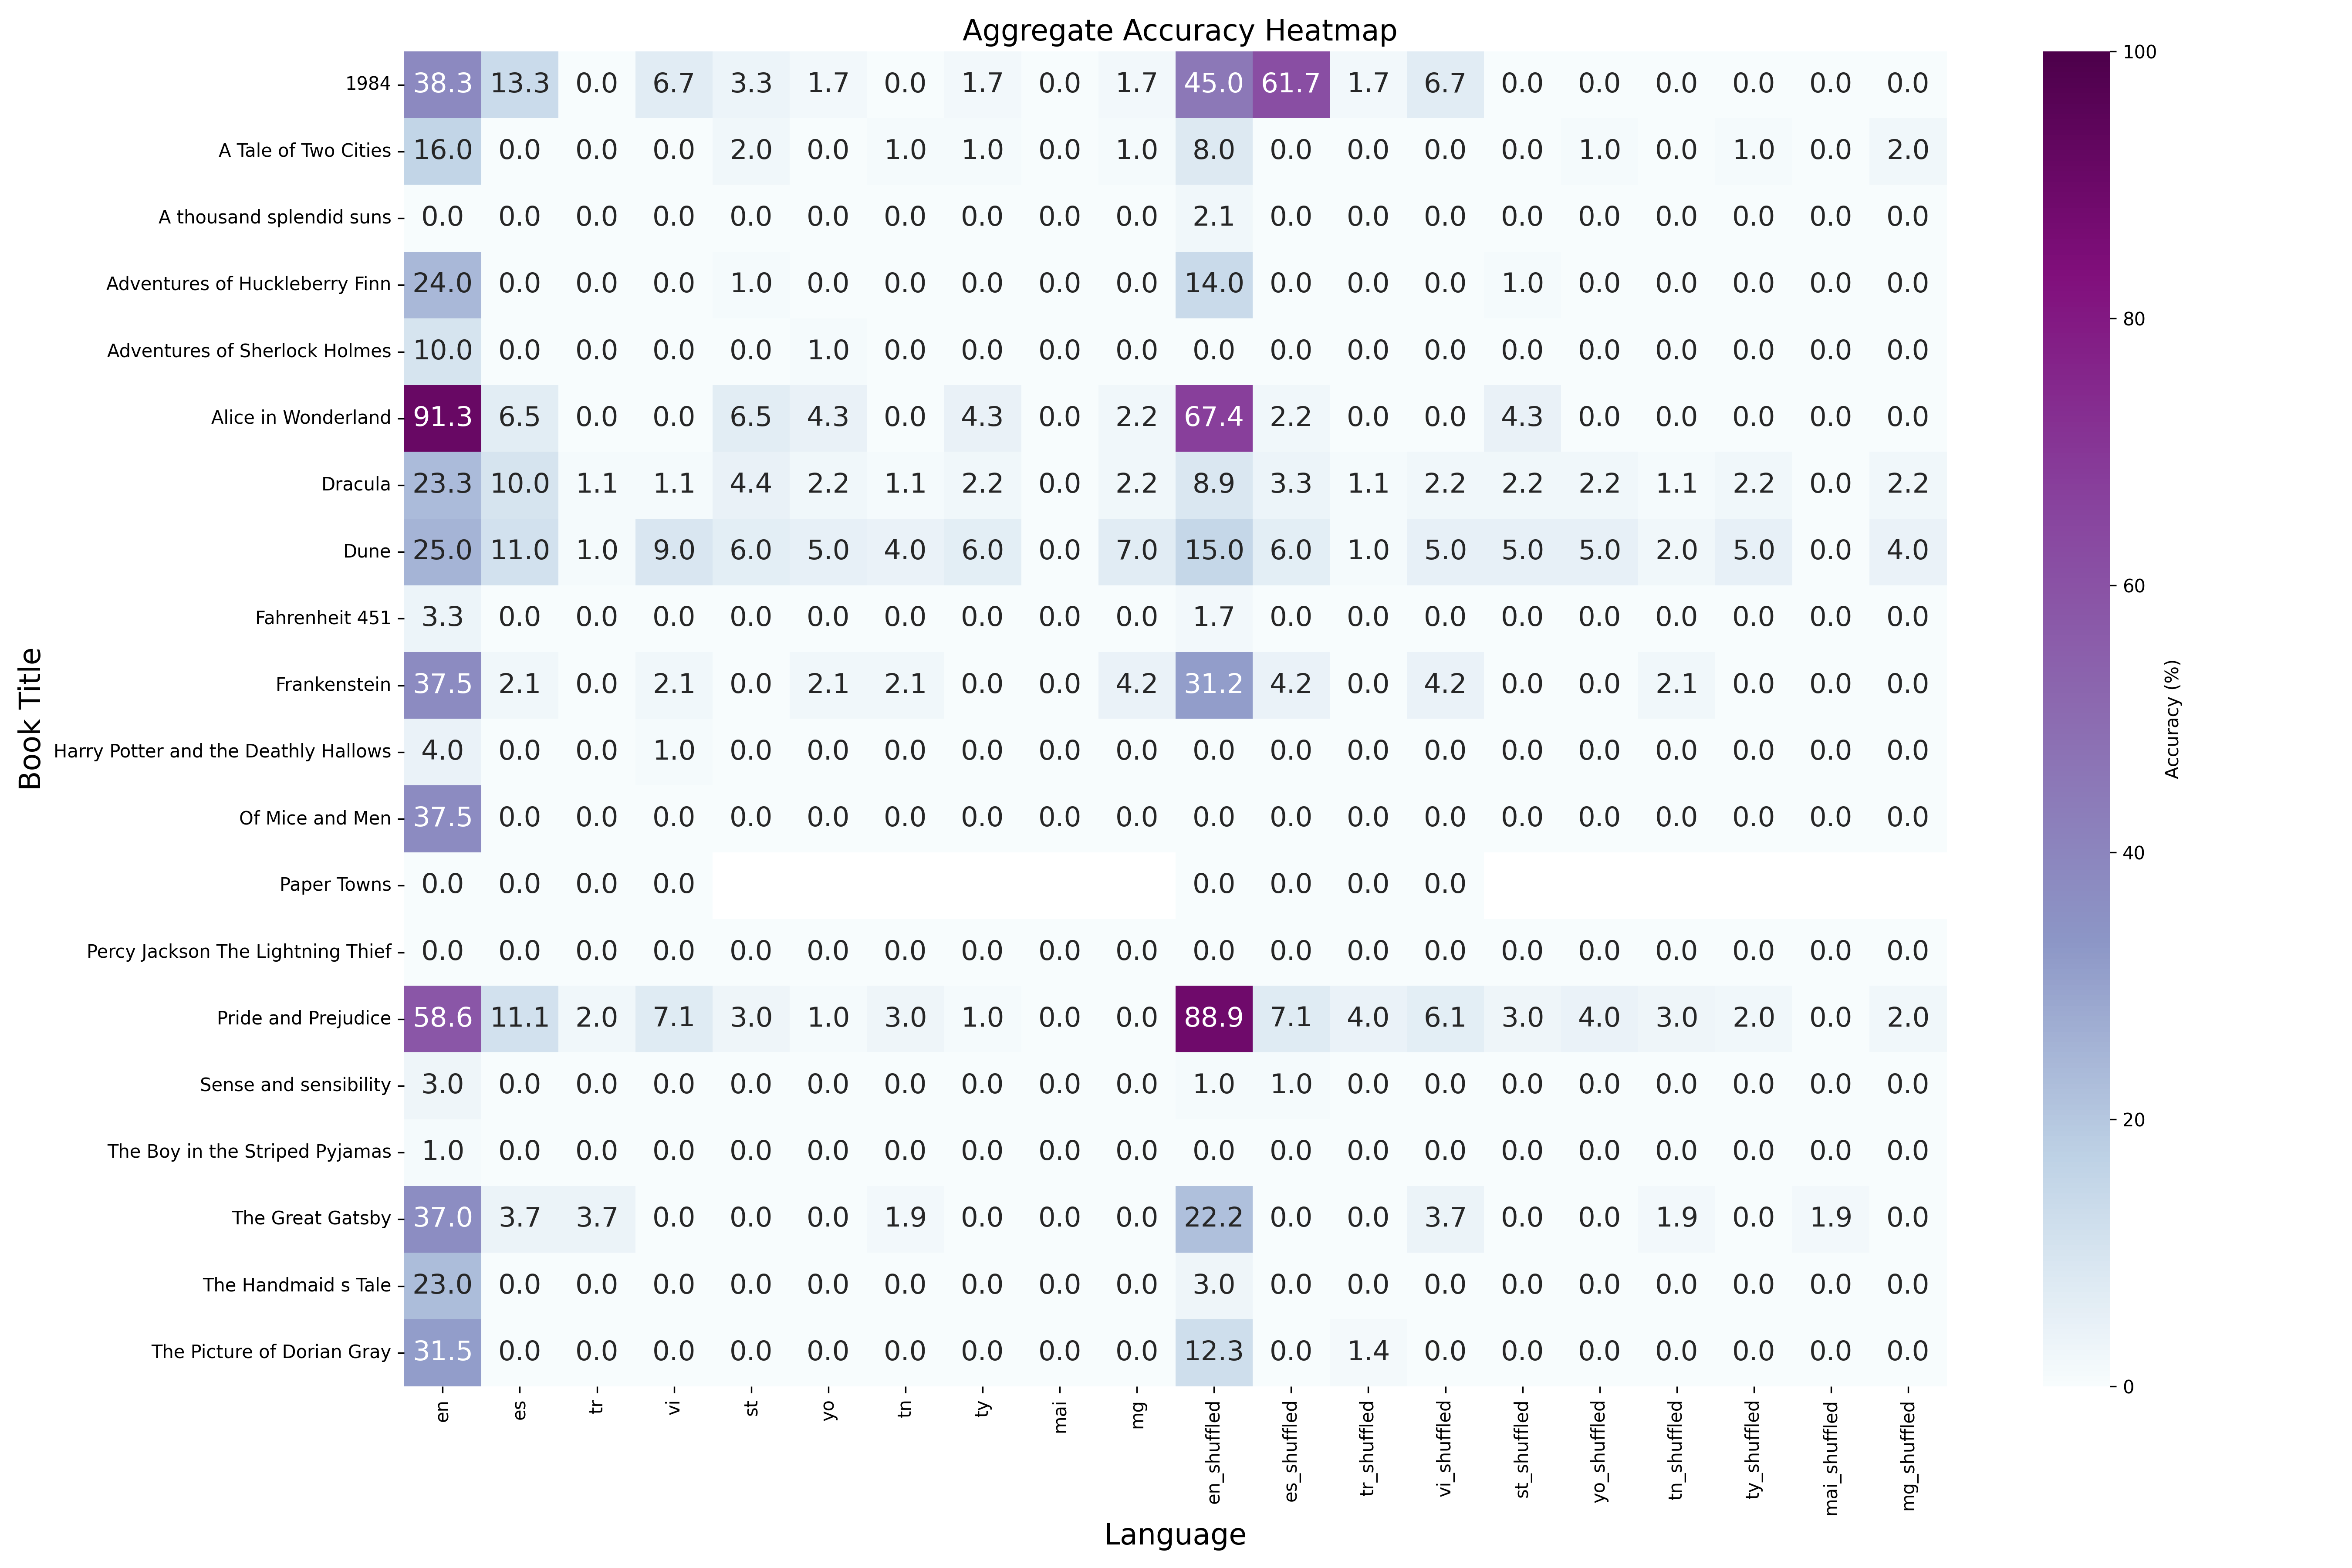 Aggregate Accuracy Heatmap
1984 38.3 13.3 0.0 6.7 3.3 1.7 0.0 1.7 0.0 1.7 45.0 61.7 1.7 6.7 0.0 0.0 0.0 0.0 0.0 0.0
A Tale of Two Cities 16.0 0.0 0.0 0.0 2.0 0.0 1.0 1.0 0.0 1.0 8.0 0.0 0.0 0.0 0.0 1.0 0.0 1.0 0.0 2.0
A thousand splendid suns 0.0 0.0 0.0 0.0 0.0 0.0 0.0 0.0 0.0 0.0 2.1 0.0 0.0 0.0 0.0 0.0 0.0 0.0 0.0 0.0
Adventures of Huckleberry Finn 24.0 0.0 0.0 0.0 1.0 0.0 0.0 0.0 0.0 0.0 14.0 0.0 0.0 0.0 1.0 0.0 0.0 0.0 0.0 0.0
Adventures of Sherlock Holmes 10.0 0.0 0.0 0.0 0.0 1.0 0.0 0.0 0.0 0.0 0.0 0.0 0.0 0.0 0.0 0.0 0.0 0.0 0.0 0.0
Alice in Wonderland 91.3 6.5 0.0 0.0 6.5 4.3 0.0 4.3 0.0 2.2 67.4 2.2 0.0 0.0 4.3 0.0 0.0 0.0 0.0 0.0
Dracula 23.3 10.0 1.1 1.1 4.4 2.2 1.1 2.2 0.0 2.2 8.9 3.3 1.1 2.2 2.2 2.2 1.1 2.2 0.0 2.2
Dune 25.0 11.0 1.0 9.0 6.0 5.0 4.0 6.0 0.0 7.0 15.0 6.0 1.0 5.0 5.0 5.0 2.0 5.0 0.0 4.0
Fahrenheit 451 3.3 0.0 0.0 0.0 0.0 0.0 0.0 0.0 0.0 0.0 1.7 0.0 0.0 0.0 0.0 0.0 0.0 0.0 0.0 0.0
Frankenstein 37.5 2.1 0.0 2.1 0.0 2.1 2.1 0.0 0.0 4.2 31.2 4.2 0.0 4.2 0.0 0.0 2.1 0.0 0.0 0.0
Harry Potter and the Deathly Hallows 4.0 0.0 0.0 1.0 0.0 0.0 0.0 0.0 0.0 0.0 0.0 0.0 0.0 0.0 0.0 0.0 0.0 0.0 0.0 0.0
Of Mice and Men 37.5 0.0 0.0 0.0 0.0 0.0 0.0 0.0 0.0 0.0 0.0 0.0 0.0 0.0 0.0 0.0 0.0 0.0 0.0 0.0
Paper Towns 0.0 0.0 0.0 0.0 0.0 0.0 0.0 0.0
Percy Jackson The Lightning Thief 0.0 0.0 0.0 0.0 0.0 0.0 0.0 0.0 0.0 0.0 0.0 0.0 0.0 0.0 0.0 0.0 0.0 0.0 0.0 0.0
Pride and Prejudice 58.6 11.1 2.0 7.1 3.0 1.0 3.0 1.0 0.0 0.0 88.9 7.1 4.0 6.1 3.0 4.0 3.0 2.0 0.0 2.0
Sense and sensibility 3.0 0.0 0.0 0.0 0.0 0.0 0.0 0.0 0.0 0.0 1.0 1.0 0.0 0.0 0.0 0.0 0.0 0.0 0.0 0.0
The Boy in the Striped Pyjamas 1.0 0.0 0.0 0.0 0.0 0.0 0.0 0.0 0.0 0.0 0.0 0.0 0.0 0.0 0.0 0.0 0.0 0.0 0.0 0.0
The Great Gatsby 37.0 3.7 3.7 0.0 0.0 0.0 1.9 0.0 0.0 0.0 22.2 0.0 0.0 3.7 0.0 0.0 1.9 0.0 1.9 0.0
The Handmaid s Tale 23.0 0.0 0.0 0.0 0.0 0.0 0.0 0.0 0.0 0.0 3.0 0.0 0.0 0.0 0.0 0.0 0.0 0.0 0.0 0.0
The Picture of Dorian Gray 31.5 0.0 0.0 0.0 0.0 0.0 0.0 0.0 0.0 0.0 12.3 0.0 1.4 0.0 0.0 0.0 0.0 0.0 0.0 0.0
en es tr vi st yo tn ty mai mg en_shuffled es_shuffled tr_shuffled vi_shuffled st_shuffled yo_shuffled tn_shuffled ty_shuffled mai_shuffled mg_shuffled
Language
Book Title
100
80
60
40
20
0
Accuracy (%)